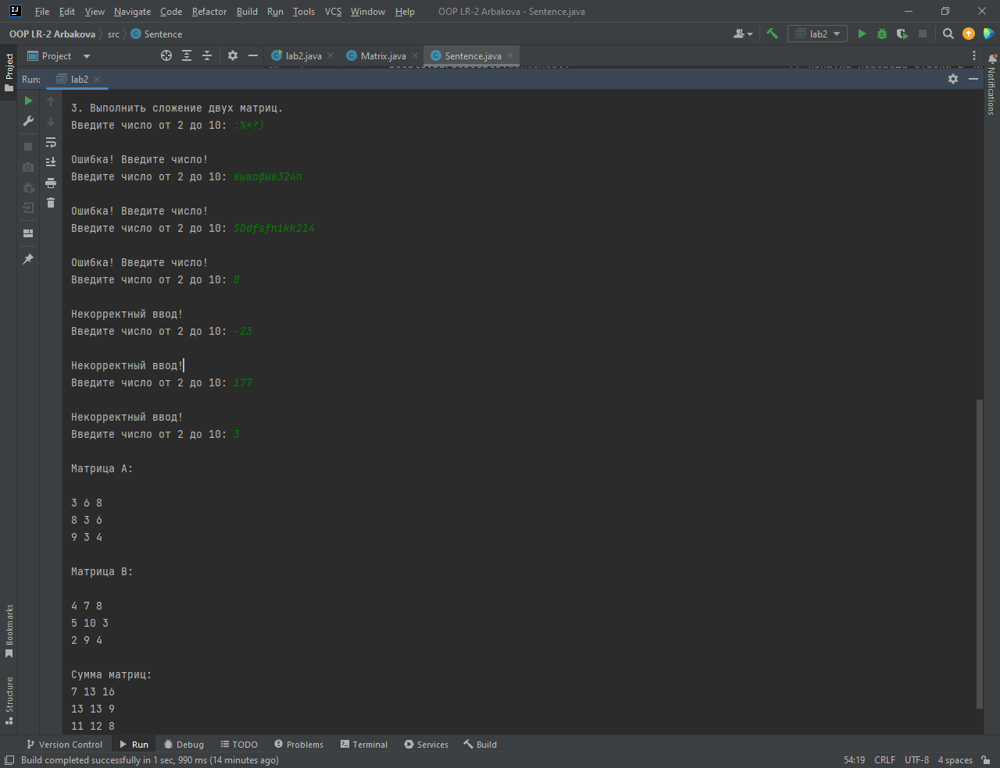 File Edit View Navigate Code Refactor Build Run Tools VCS Window Help OOP LR-2 Arbakova - Sentence.java
OOP LR-2 Arbakova src Sentence lab2
Project lab2.java Matrix.java Sentence.java
Run: lab2
Project
Notifications
3. Выполнить сложение двух матриц.
Введите число от 2 до 10: :%*?)
Ошибка! Введите число!
Введите число от 2 до 10: вывафыв324п
Ошибка! Введите число!
Введите число от 2 до 10: SDdfsfnikk214
Ошибка! Введите число!
Введите число от 2 до 10: 0
Некорректный ввод!
Введите число от 2 до 10: -23
Некорректный ввод!
Введите число от 2 до 10: 177
Некорректный ввод!
Введите число от 2 до 10: 3
Матрица A:
3 6 8
8 3 6
9 3 4
Матрица B:
4 7 8
5 10 3
2 9 4
Сумма матриц:
7 13 16
13 13 9
11 12 8
Bookmarks
Structure
Version Control Run Debug TODO Problems Terminal Services Build
Build completed successfully in 1 sec, 990 ms (14 minutes ago) 54:19 CRLF UTF-8 4 spaces